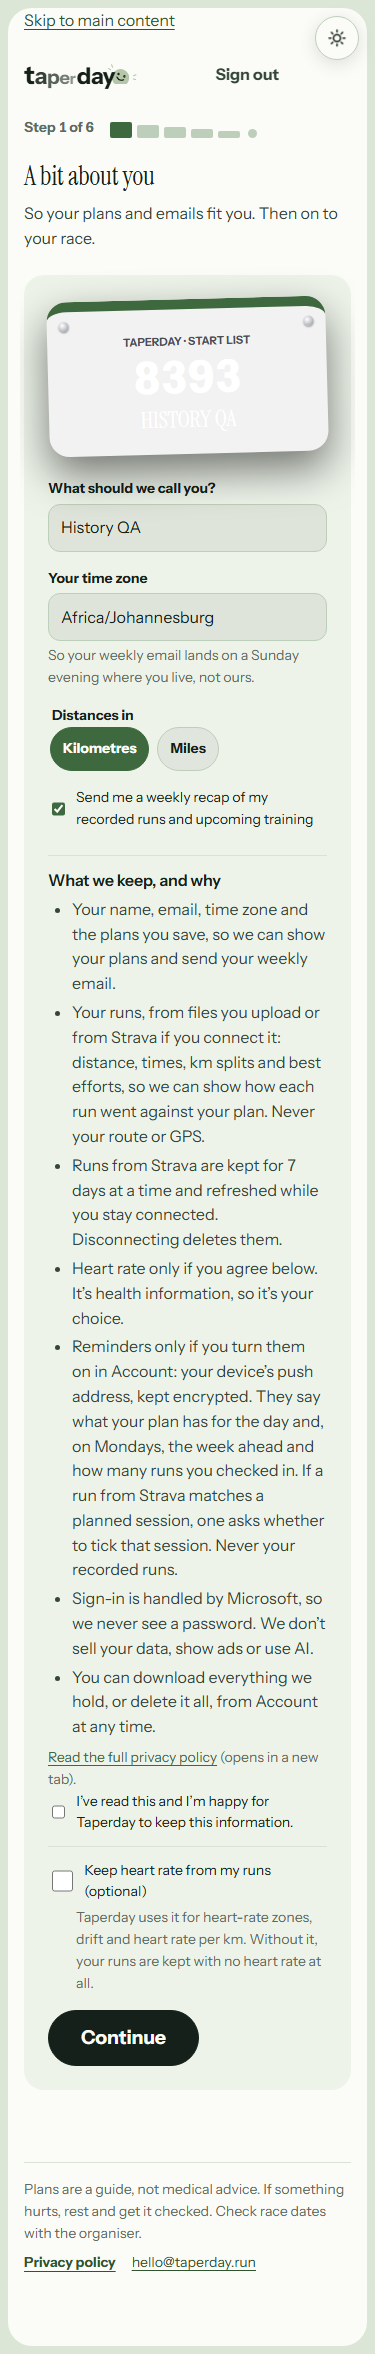 Skip to main content
taperday
Sign out
Step 1 of 6
A bit about you
So your plans and emails fit you. Then on to
your race.
TAPERDAY · START LIST
8393
HISTORY QA
What should we call you?
History QA
Your time zone
Africa/Johannesburg
So your weekly email lands on a Sunday
evening where you live, not ours.
Distances in
Kilometres
Miles
Send me a weekly recap of my
recorded runs and upcoming training
What we keep, and why
• Your name, email, time zone and
the plans you save, so we can show
your plans and send your weekly
email.
• Your runs, from files you upload or
from Strava if you connect it:
distance, times, km splits and best
efforts, so we can show how each
run went against your plan. Never
your route or GPS.
• Runs from Strava are kept for 7
days at a time and refreshed while
you stay connected.
Disconnecting deletes them.
• Heart rate only if you agree below.
It’s health information, so it’s your
choice.
• Reminders only if you turn them
on in Account: your device’s push
address, kept encrypted. They say
what your plan has for the day and,
on Mondays, the week ahead and
how many runs you checked in. If a
run from Strava matches a
planned session, one asks whether
to tick that session. Never your
recorded runs.
• Sign-in is handled by Microsoft, so
we never see a password. We don’t
sell your data, show ads or use AI.
• You can download everything we
hold, or delete it all, from Account
at any time.
Read the full privacy policy (opens in a new
tab).
I’ve read this and I’m happy for
Taperday to keep this information.
Keep heart rate from my runs
(optional)
Taperday uses it for heart-rate zones,
drift and heart rate per km. Without it,
your runs are kept with no heart rate at
all.
Continue
Plans are a guide, not medical advice. If something
hurts, rest and get it checked. Check race dates
with the organiser.
Privacy policy
hello@taperday.run